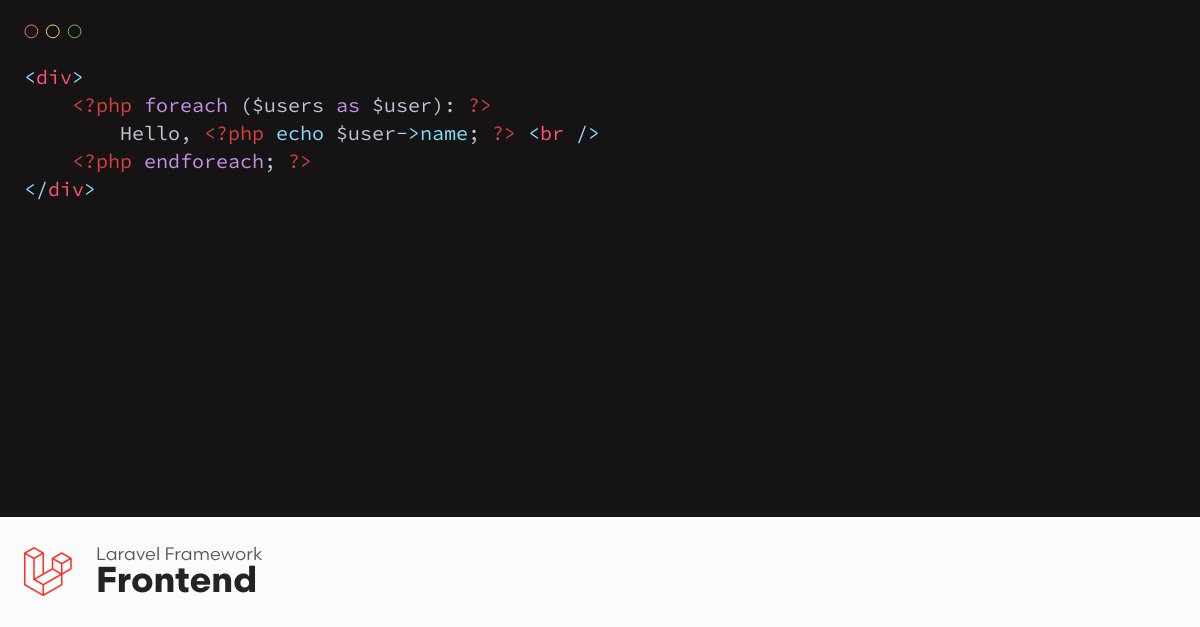 <div>
    <?php foreach ($users as $user): ?>
        Hello, <?php echo $user->name; ?> <br />
    <?php endforeach; ?>
</div>
Laravel Framework
Frontend